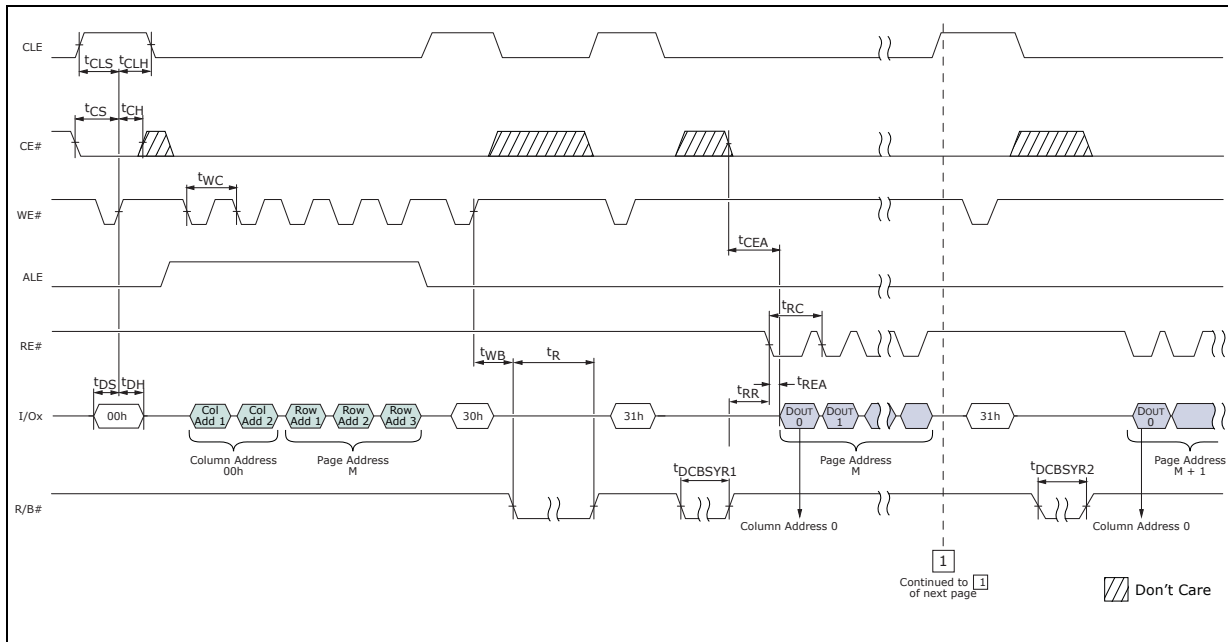 CLE
tCLS
tCLH
tCS
tCH
CE#
tWC
WE#
tCEA
ALE
tRC
RE#
tWB
tR
tDS
tDH
tRR
tREA
I/Ox
00h
Col
Add 1
Col
Add 2
Row
Add 1
Row
Add 2
Row
Add 3
30h
31h
DOUT
0
DOUT
1
31h
DOUT
0
Column Address
00h
Page Address
M
Page Address
M
Page Address
M + 1
tDCBSYR1
tDCBSYR2
R/B#
Column Address 0
Column Address 0
1
Continued to 1
of next page
Don't Care